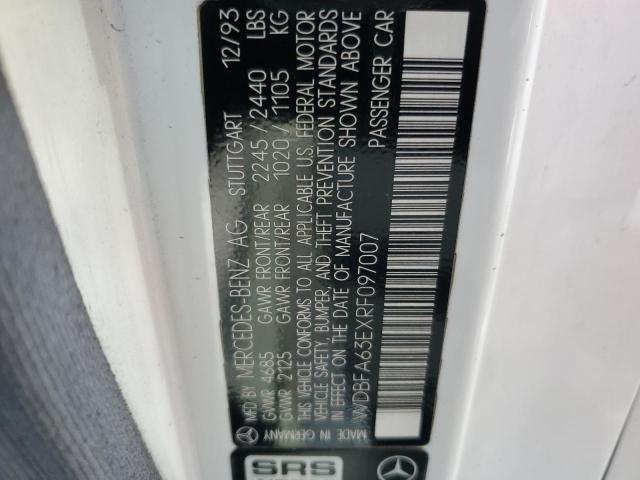 MFD BY MERCEDES-BENZ AG STUTTGART 12/93
GVWR 4685 GAWR FRONT/REAR 2245/2440 LBS
GVWR 2125 GAWR FRONT/REAR 1020/1105 KG
THIS VEHICLE CONFORMS TO ALL APPLICABLE U.S. FEDERAL MOTOR
VEHICLE SAFETY, BUMPER, AND THEFT PREVENTION STANDARDS
IN EFFECT ON THE DATE OF MANUFACTURE SHOWN ABOVE
MADE IN GERMANY
WDBFA63EXRF097007 PASSENGER CAR
SRS